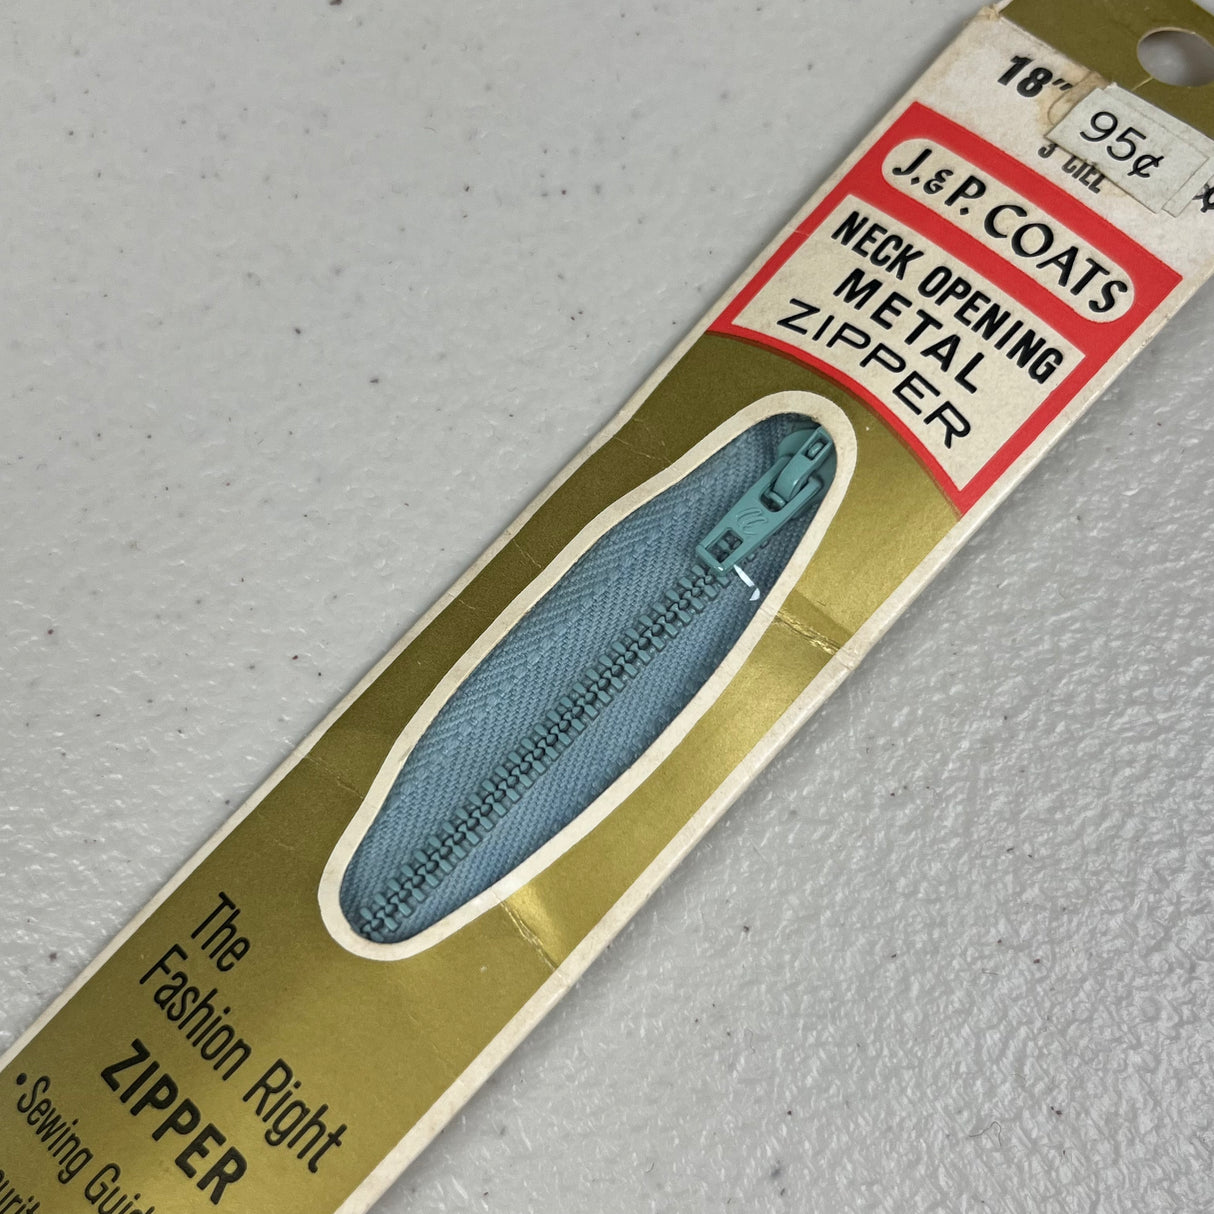 18"
95¢
J. & P. COATS
NECK OPENING
METAL
ZIPPER
The
Fashion Right
ZIPPER
• Sewing Guid